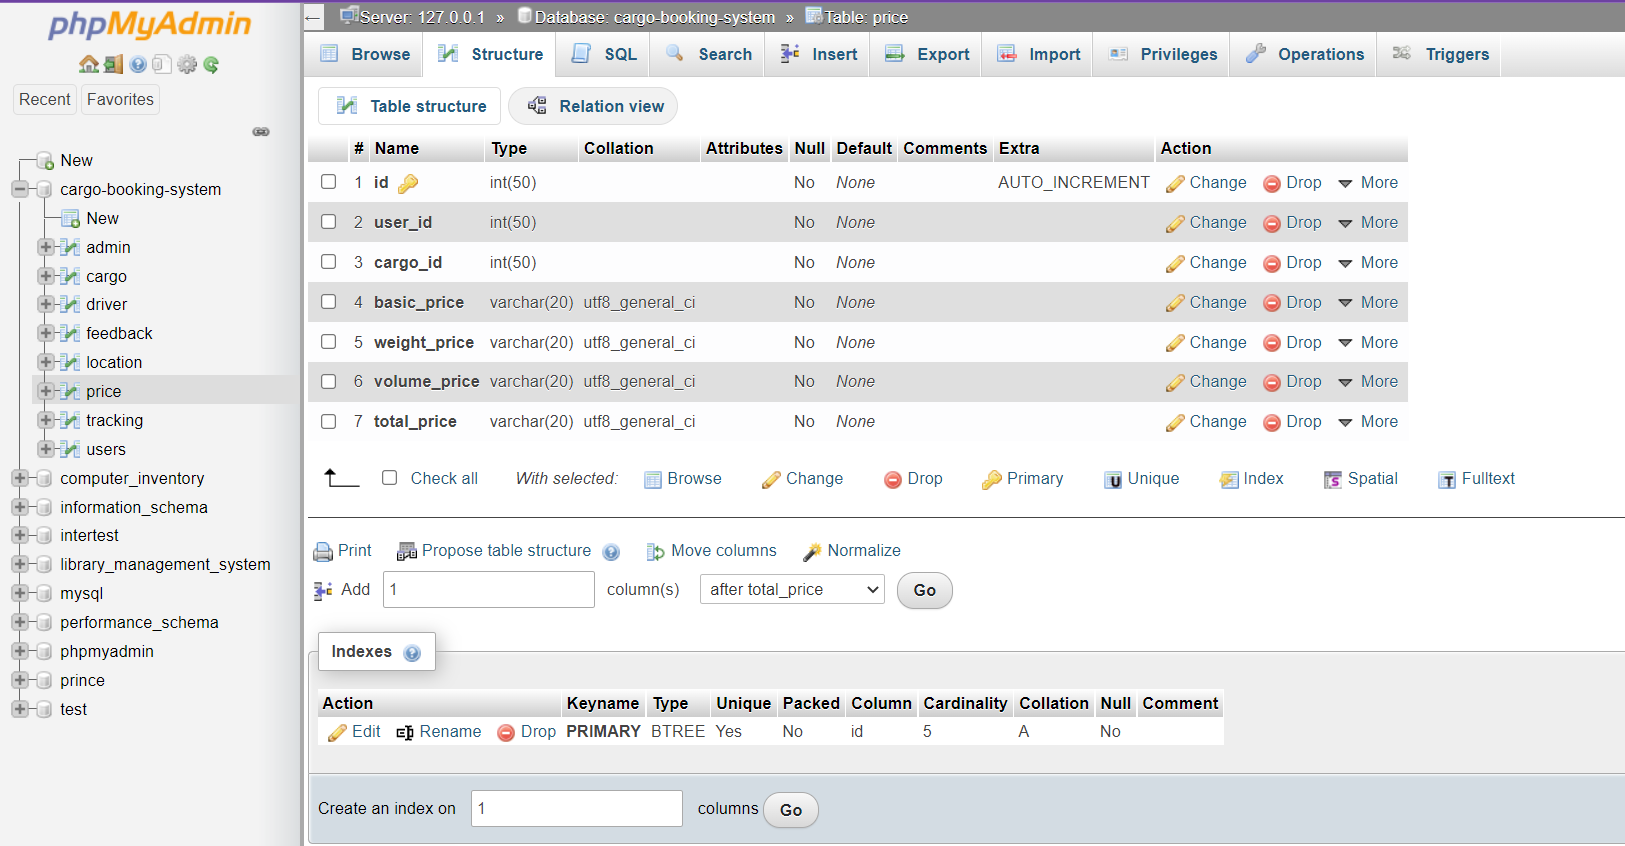 phpMyAdmin
Recent Favorites
New
cargo-booking-system
New
admin
cargo
driver
feedback
location
price
tracking
users
computer_inventory
information_schema
intertest
library_management_system
mysql
performance_schema
phpmyadmin
prince
test
Server: 127.0.0.1 » Database: cargo-booking-system » Table: price
Browse Structure SQL Search Insert Export Import Privileges Operations Triggers
Table structure Relation view
# Name Type Collation Attributes Null Default Comments Extra Action
1 id int(50) No None AUTO_INCREMENT Change Drop More
2 user_id int(50) No None Change Drop More
3 cargo_id int(50) No None Change Drop More
4 basic_price varchar(20) utf8_general_ci No None Change Drop More
5 weight_price varchar(20) utf8_general_ci No None Change Drop More
6 volume_price varchar(20) utf8_general_ci No None Change Drop More
7 total_price varchar(20) utf8_general_ci No None Change Drop More
Check all With selected: Browse Change Drop Primary Unique Index Spatial Fulltext
Print Propose table structure Move columns Normalize
Add 1 column(s) after total_price Go
Indexes
Action Keyname Type Unique Packed Column Cardinality Collation Null Comment
Edit Rename Drop PRIMARY BTREE Yes No id 5 A No
Create an index on 1 columns Go